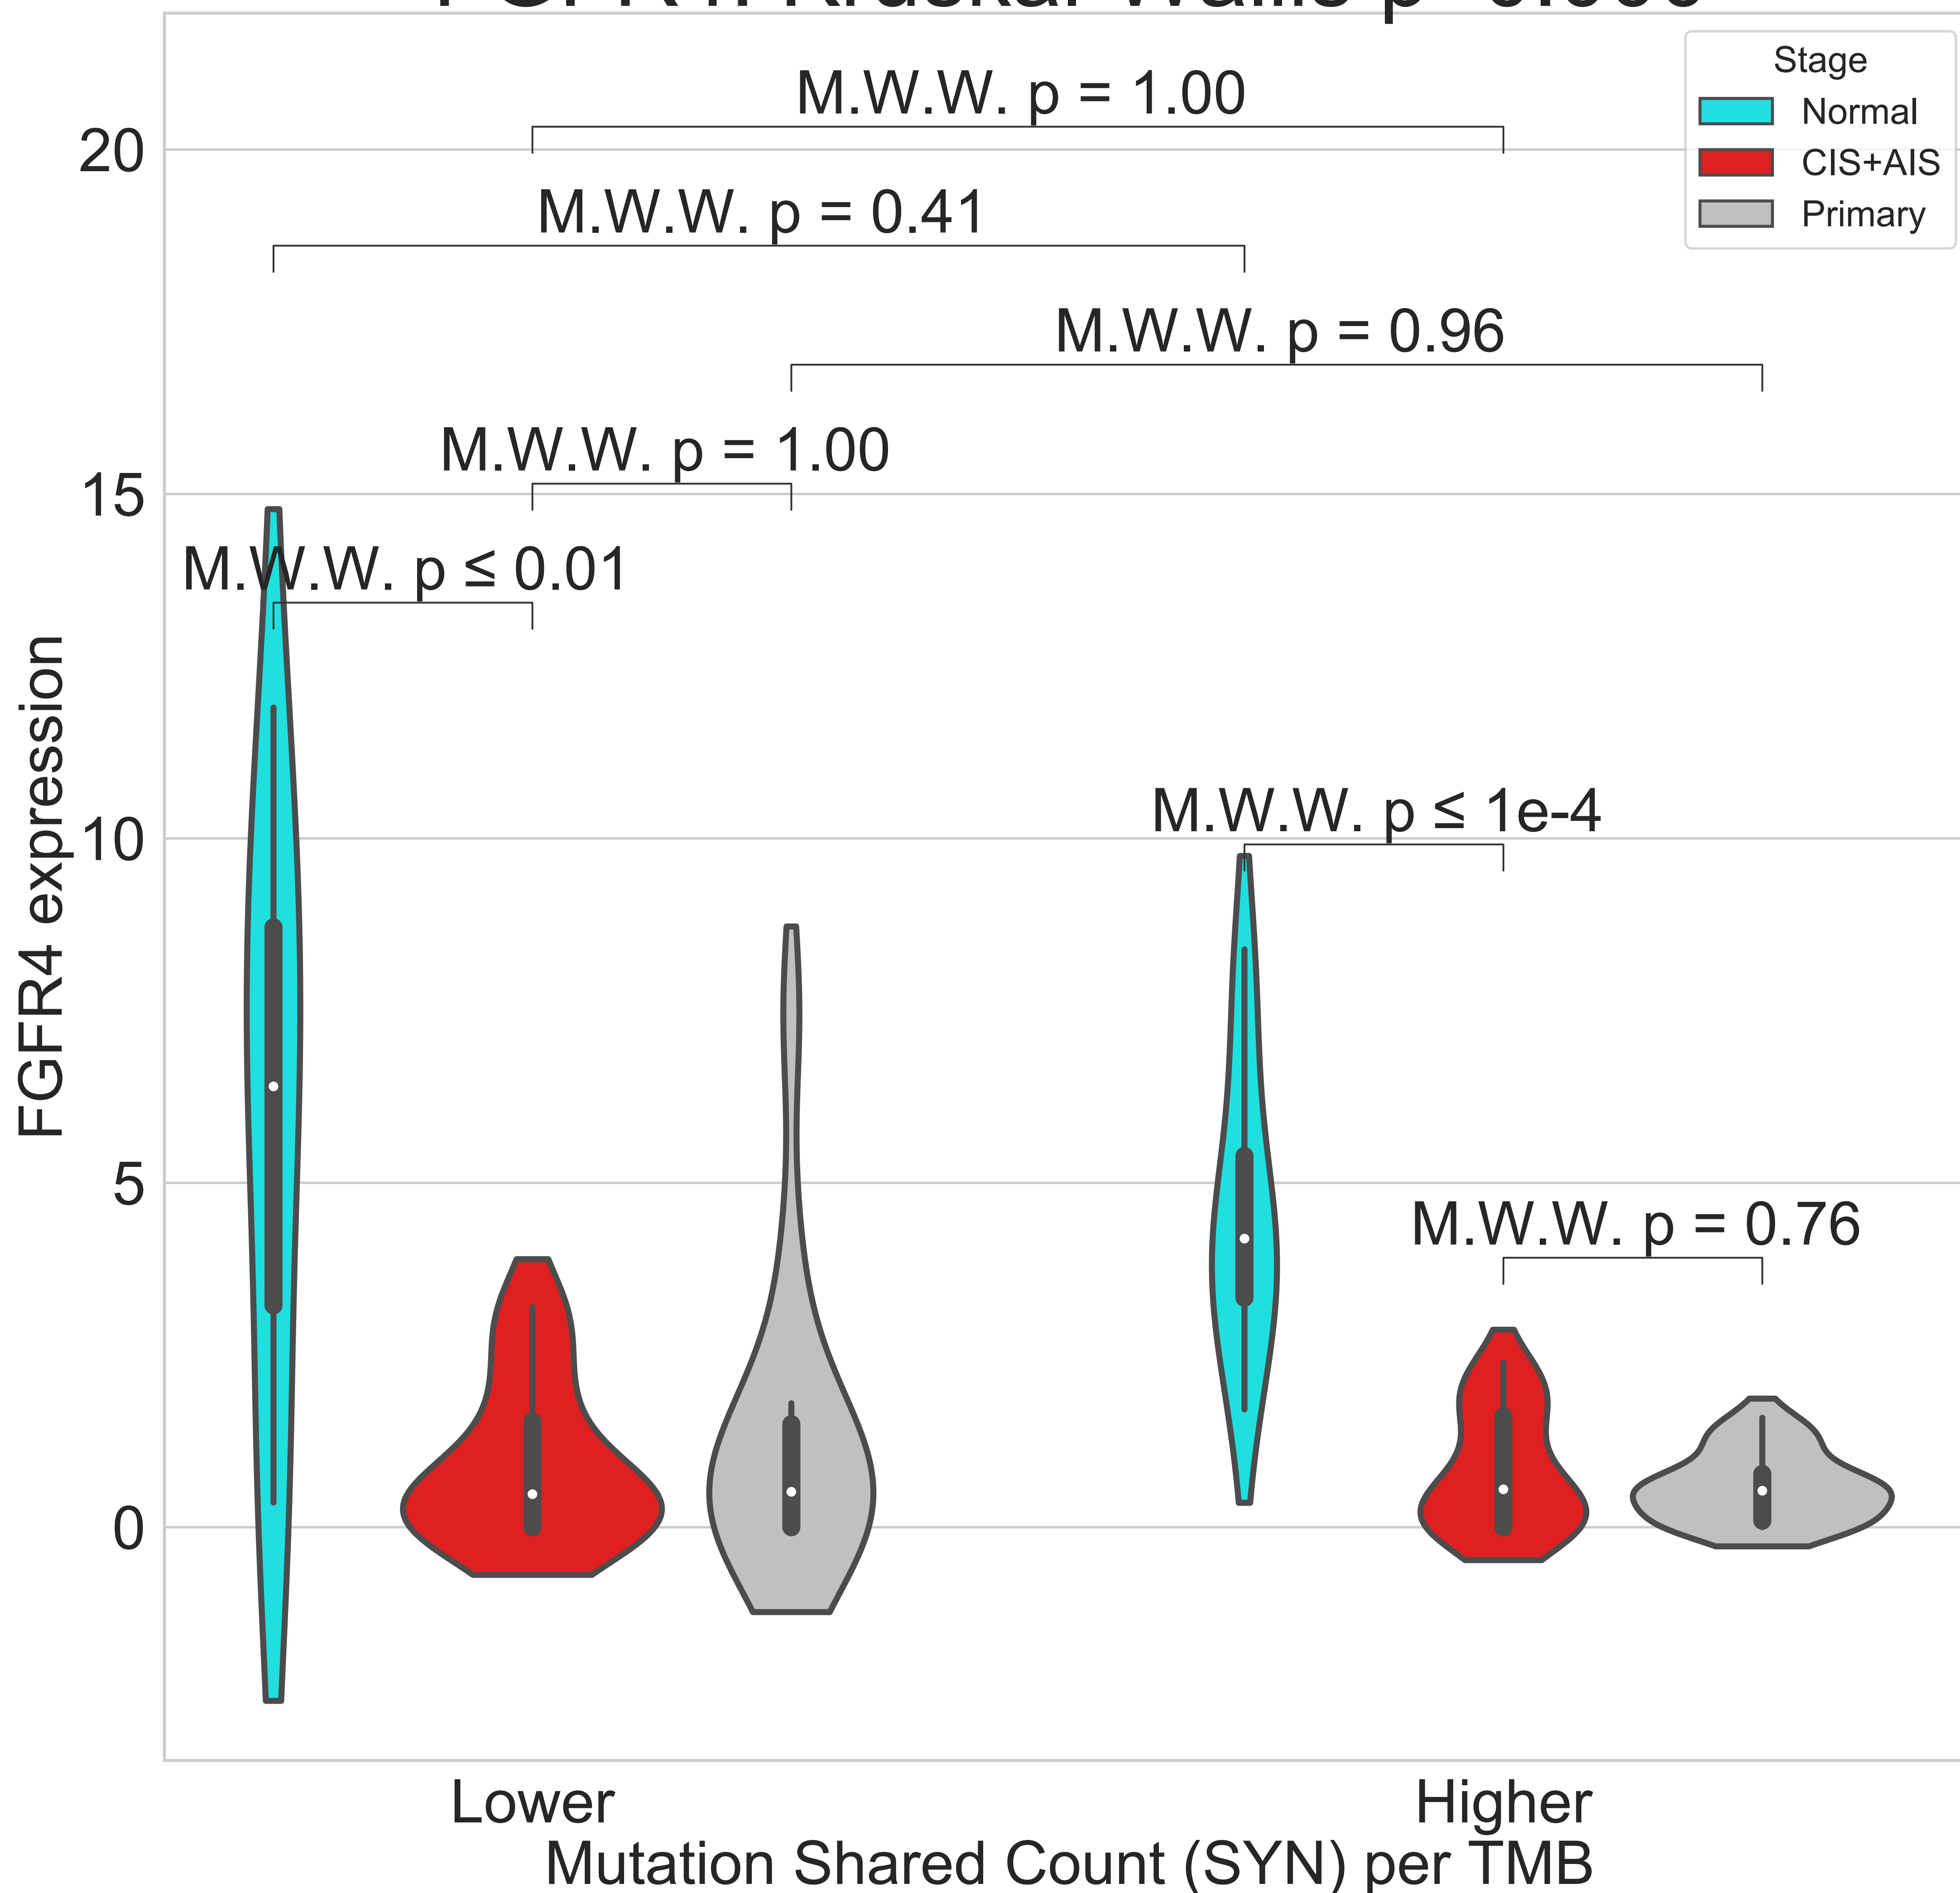 Stage
Normal
CIS+AIS
Primary
M.W.W. p = 1.00
M.W.W. p = 0.41
M.W.W. p = 0.96
M.W.W. p = 1.00
M.W.W. p ≤ 0.01
M.W.W. p ≤ 1e-4
M.W.W. p = 0.76
20
15
10
5
0
FGFR4 expression
Lower
Higher
Mutation Shared Count (SYN) per TMB